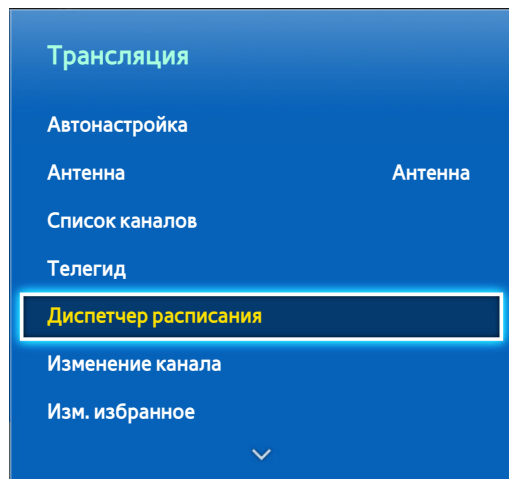 Трансляция
Автонастройка
Антенна Антенна
Список каналов
Телегид
Диспетчер расписания
Изменение канала
Изм. избранное